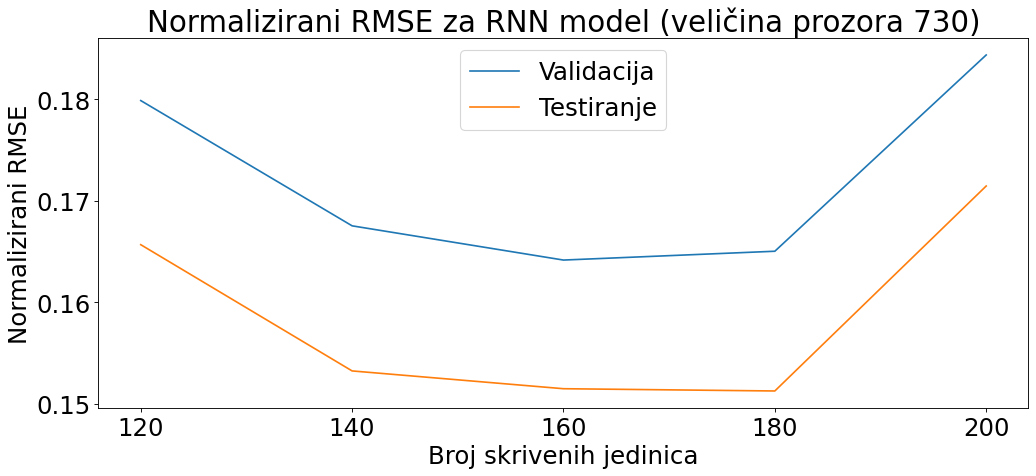 Normalizirani RMSE za RNN model (veličina prozora 730)
Validacija
Testiranje
Normalizirani RMSE
0.18
0.17
0.16
0.15
120 140 160 180 200
Broj skrivenih jedinica